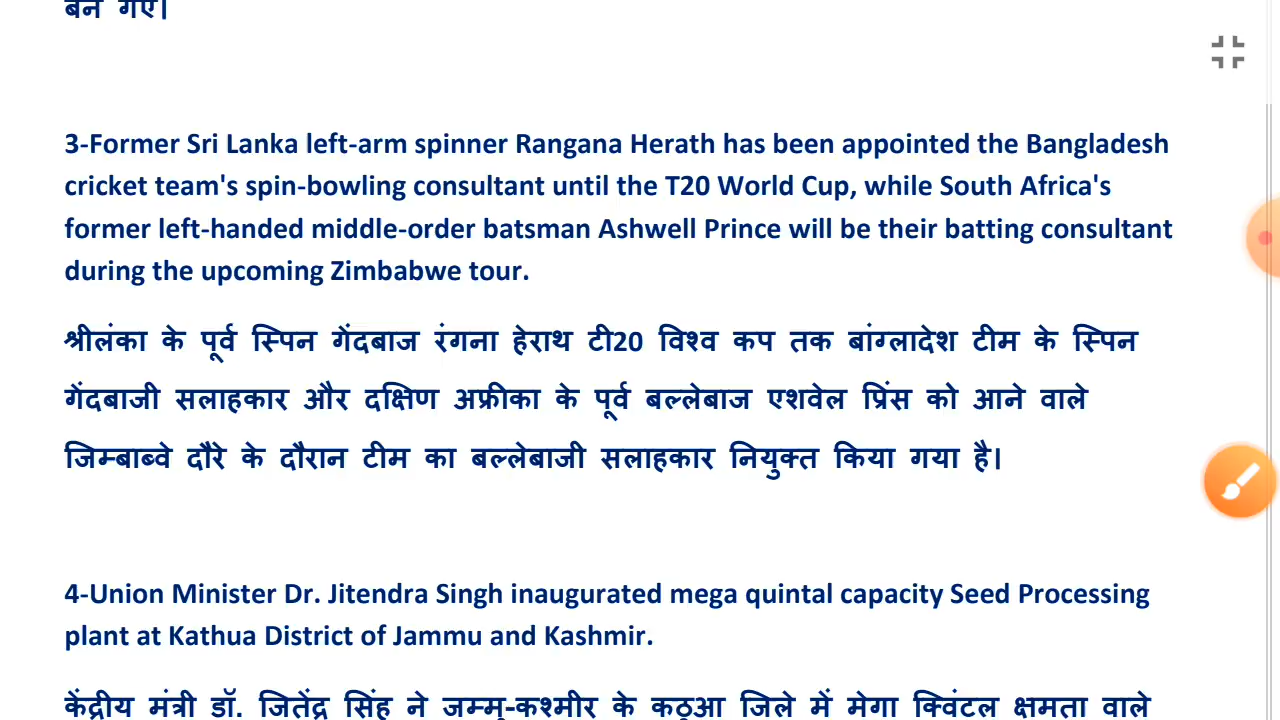 बन गए।
3-Former Sri Lanka left-arm spinner Rangana Herath has been appointed the Bangladesh
cricket team's spin-bowling consultant until the T20 World Cup, while South Africa's
former left-handed middle-order batsman Ashwell Prince will be their batting consultant
during the upcoming Zimbabwe tour.
श्रीलंका के पूर्व स्पिन गेंदबाज रंगना हेराथ टी20 विश्व कप तक बांग्लादेश टीम के स्पिन
गेंदबाजी सलाहकार और दक्षिण अफ्रीका के पूर्व बल्लेबाज एशवेल प्रिंस को आने वाले
जिम्बाब्वे दौरे के दौरान टीम का बल्लेबाजी सलाहकार नियुक्त किया गया है।
4-Union Minister Dr. Jitendra Singh inaugurated mega quintal capacity Seed Processing
plant at Kathua District of Jammu and Kashmir.
केंद्रीय मंत्री डॉ. जितेंद्र सिंह ने जम्मू-कश्मीर के कठुआ जिले में मेगा क्विंटल क्षमता वाले